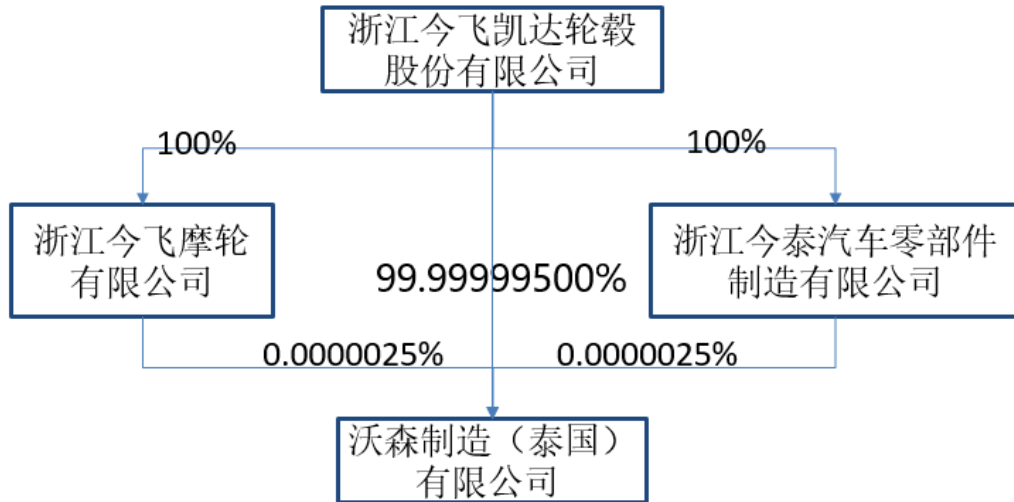 浙江今飞凯达轮毂
股份有限公司
100%
100%
浙江今飞摩轮
有限公司
99.99999500%
浙江今泰汽车零部件
制造有限公司
0.0000025%
0.0000025%
沃森制造（泰国）
有限公司